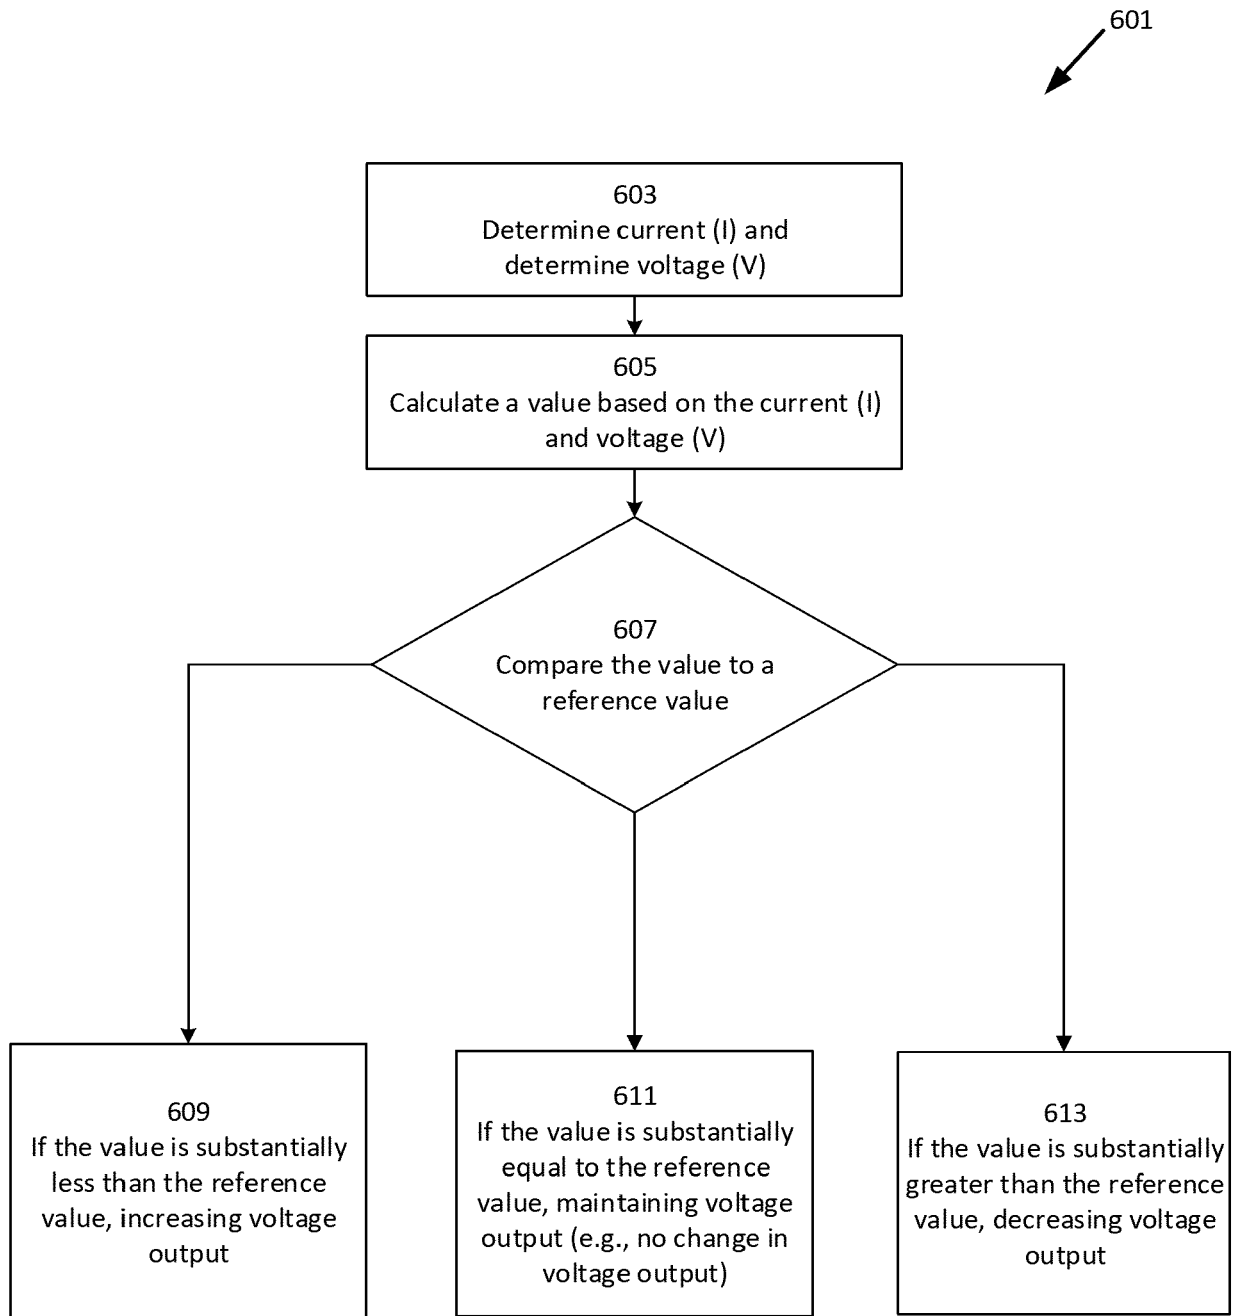 601
603
Determine current (I) and
determine voltage (V)
605
Calculate a value based on the current (I)
and voltage (V)
607
Compare the value to a
reference value
609
If the value is substantially
less than the reference
value, increasing voltage
output
611
If the value is substantially
equal to the reference
value, maintaining voltage
output (e.g., no change in
voltage output)
613
If the value is substantially
greater than the reference
value, decreasing voltage
output